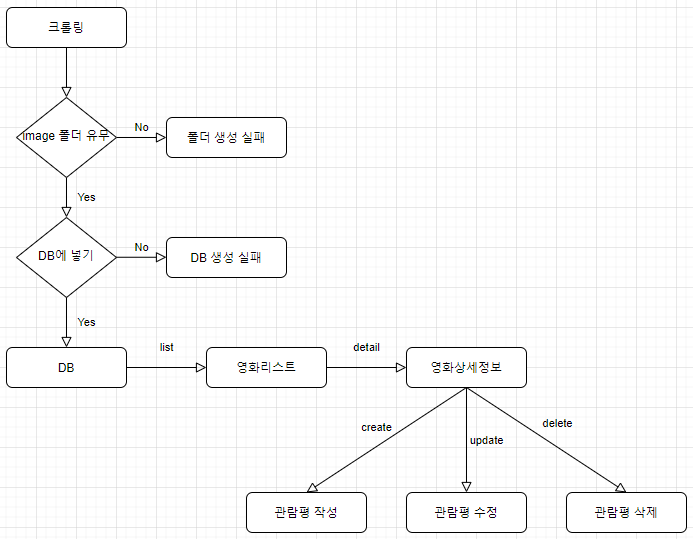 크롤링
image 폴더 유무
No
폴더 생성 실패
Yes
DB에 넣기
No
DB 생성 실패
Yes
DB
list
영화리스트
detail
영화상세정보
create
update
delete
관람평 작성
관람평 수정
관람평 삭제